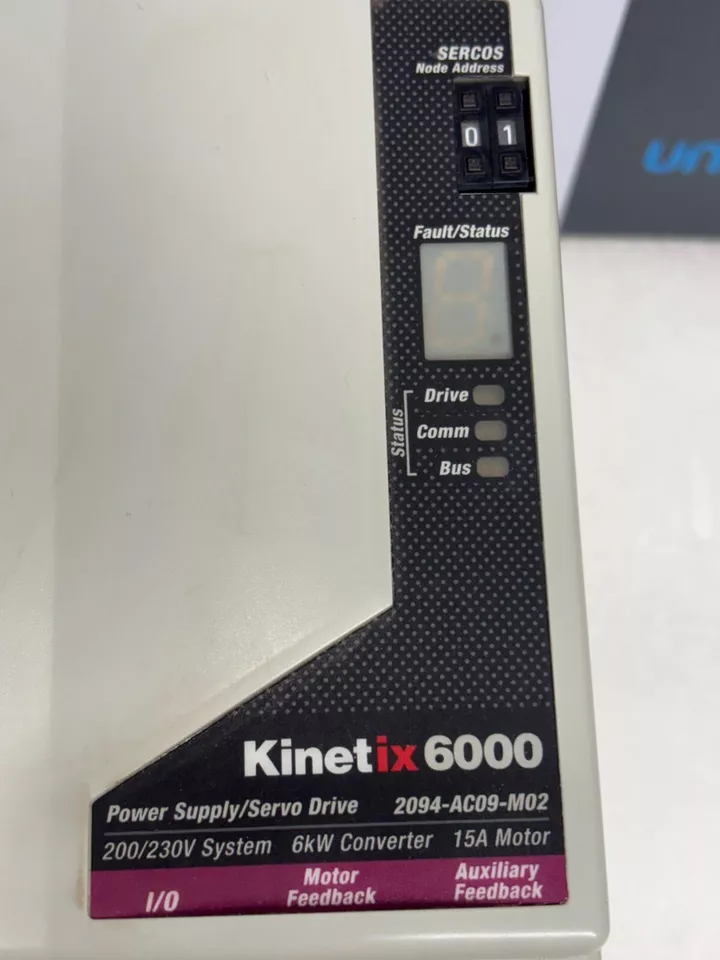 SERCOS
Node Address
0 1
Fault/Status
Drive
Status
Comm
Bus
Kinetix 6000
Power Supply/Servo Drive 2094-AC09-M02
200/230V System 6kW Converter 15A Motor
I/O
Motor
Feedback
Auxiliary
Feedback